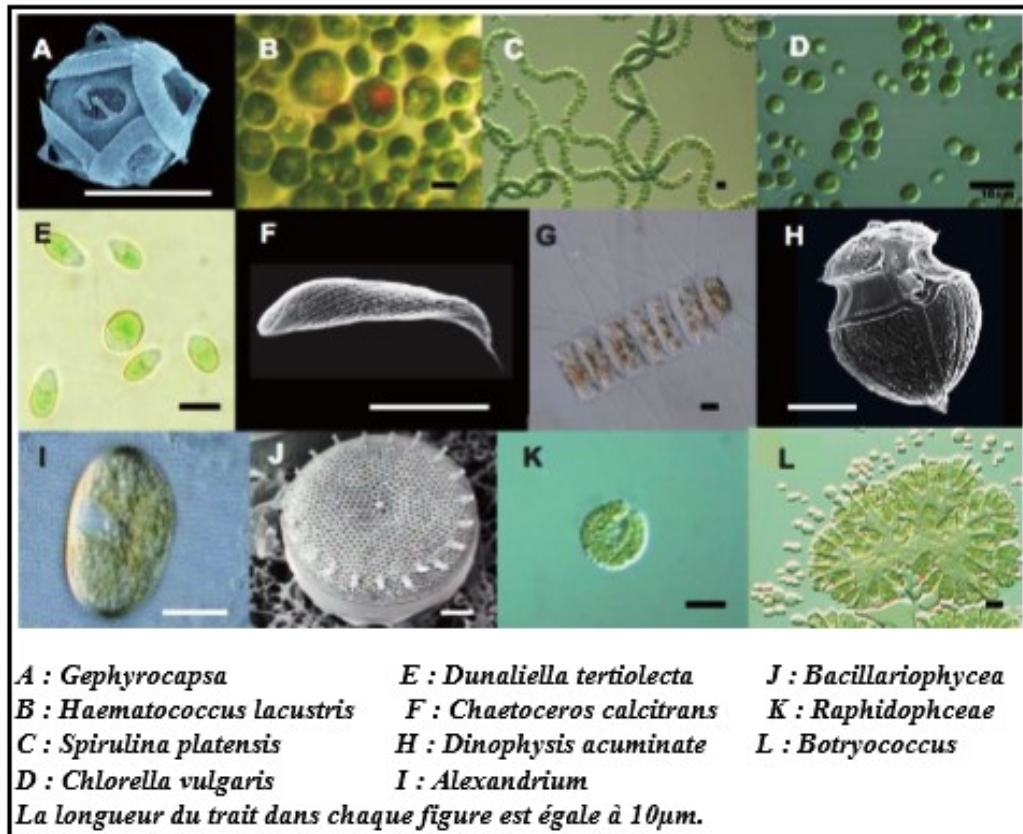 A B C D
E F G H
I J K L
A : Gephyrocapsa E : Dunaliella tertiolecta J : Bacillariophycea
B : Haematococcus lacustris F : Chaetoceros calcitrans K : Raphidophceae
C : Spirulina platensis H : Dinophysis acuminate L : Botryococcus
D : Chlorella vulgaris I : Alexandrium
La longueur du trait dans chaque figure est égale à 10µm.